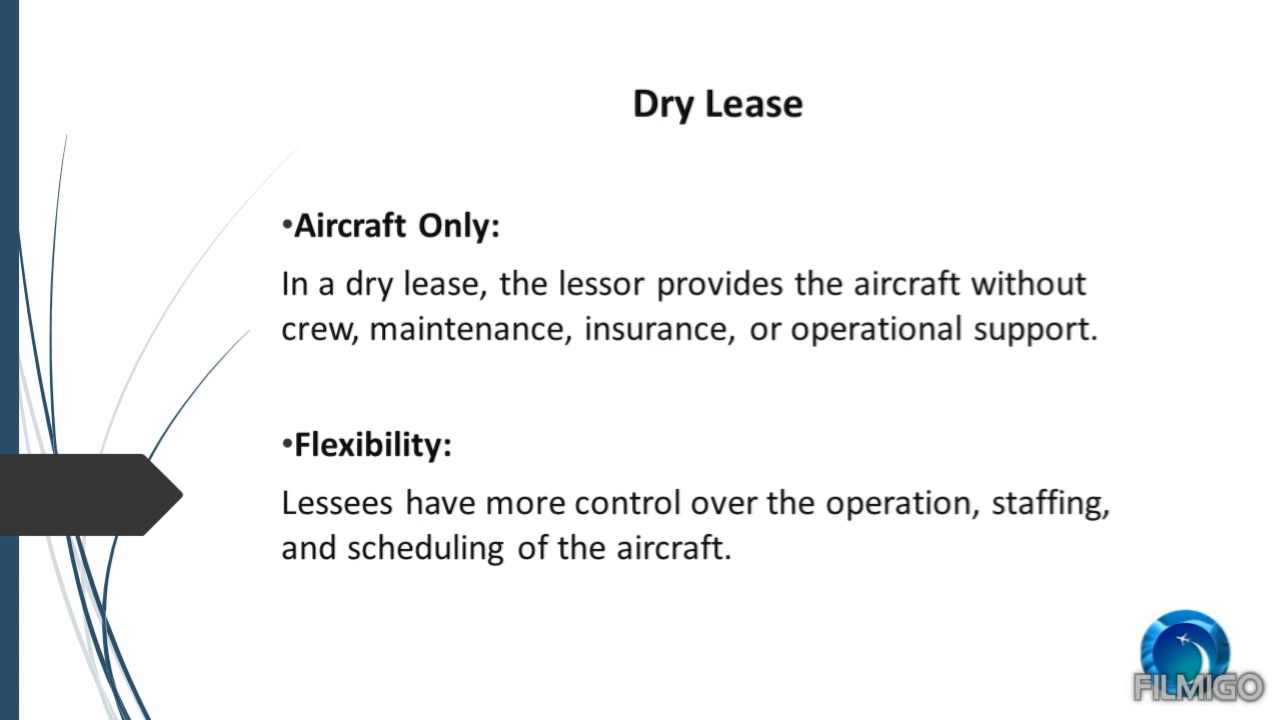 Dry Lease
•Aircraft Only:
In a dry lease, the lessor provides the aircraft without
crew, maintenance, insurance, or operational support.
•Flexibility:
Lessees have more control over the operation, staffing,
and scheduling of the aircraft.
FILMIGO